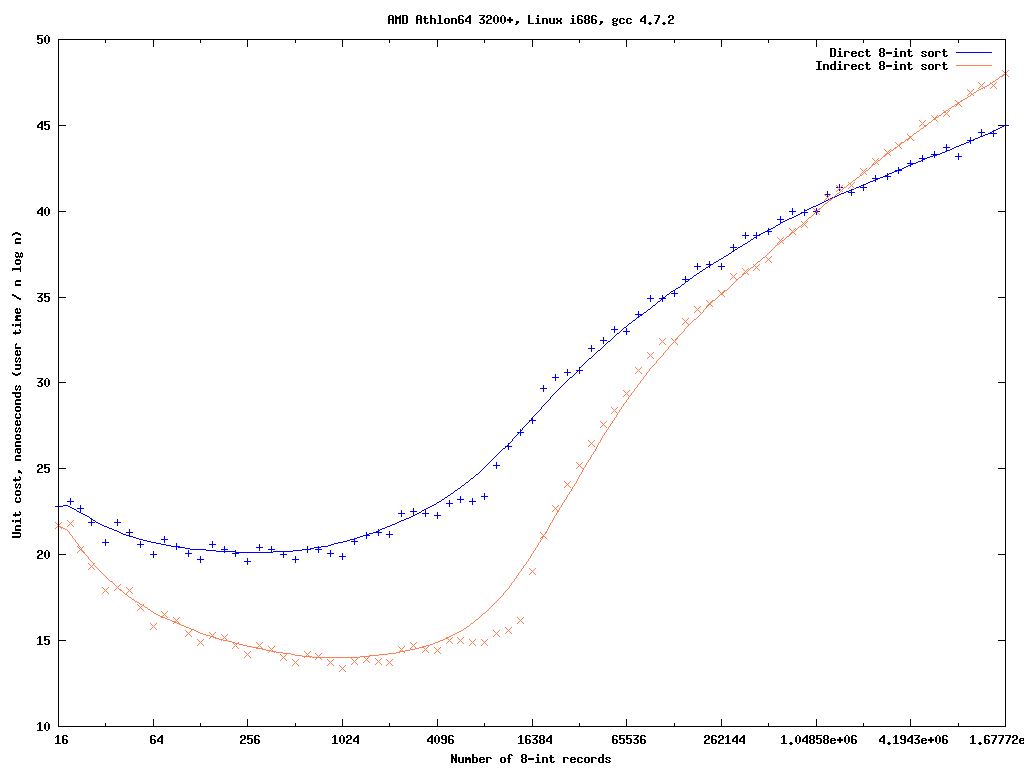 AMD Athlon64 3200+, Linux i686, gcc 4.7.2
Direct 8-int sort
Indirect 8-int sort
50
45
40
35
30
25
20
15
10
Unit cost, nanoseconds (user time / n log n)
16 64 256 1024 4096 16384 65536 262144 1.04858e+06 4.1943e+06 1.67772e
Number of 8-int records